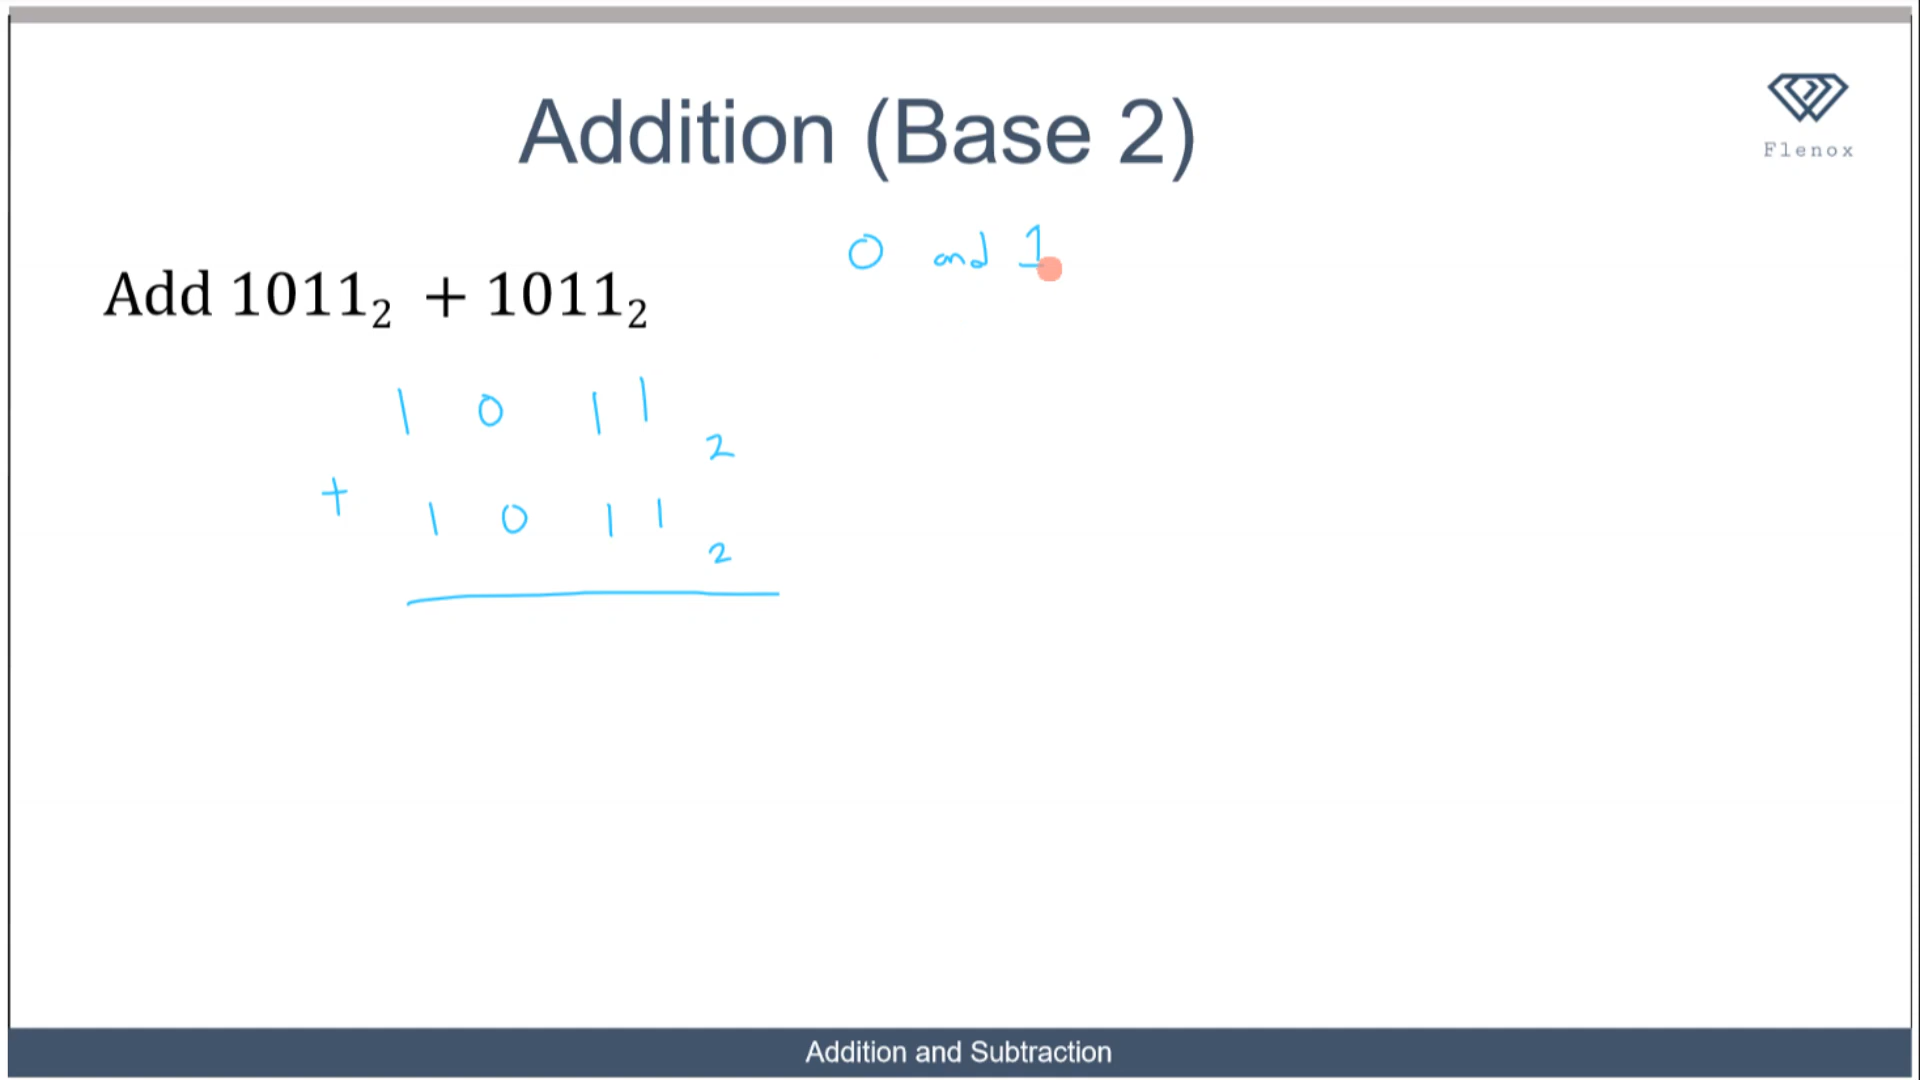 Addition (Base 2)
Flenox
0 and 1
Add 1011₂ + 1011₂
1 0 1 1 ₂
+ 1 0 1 1 ₂
Addition and Subtraction